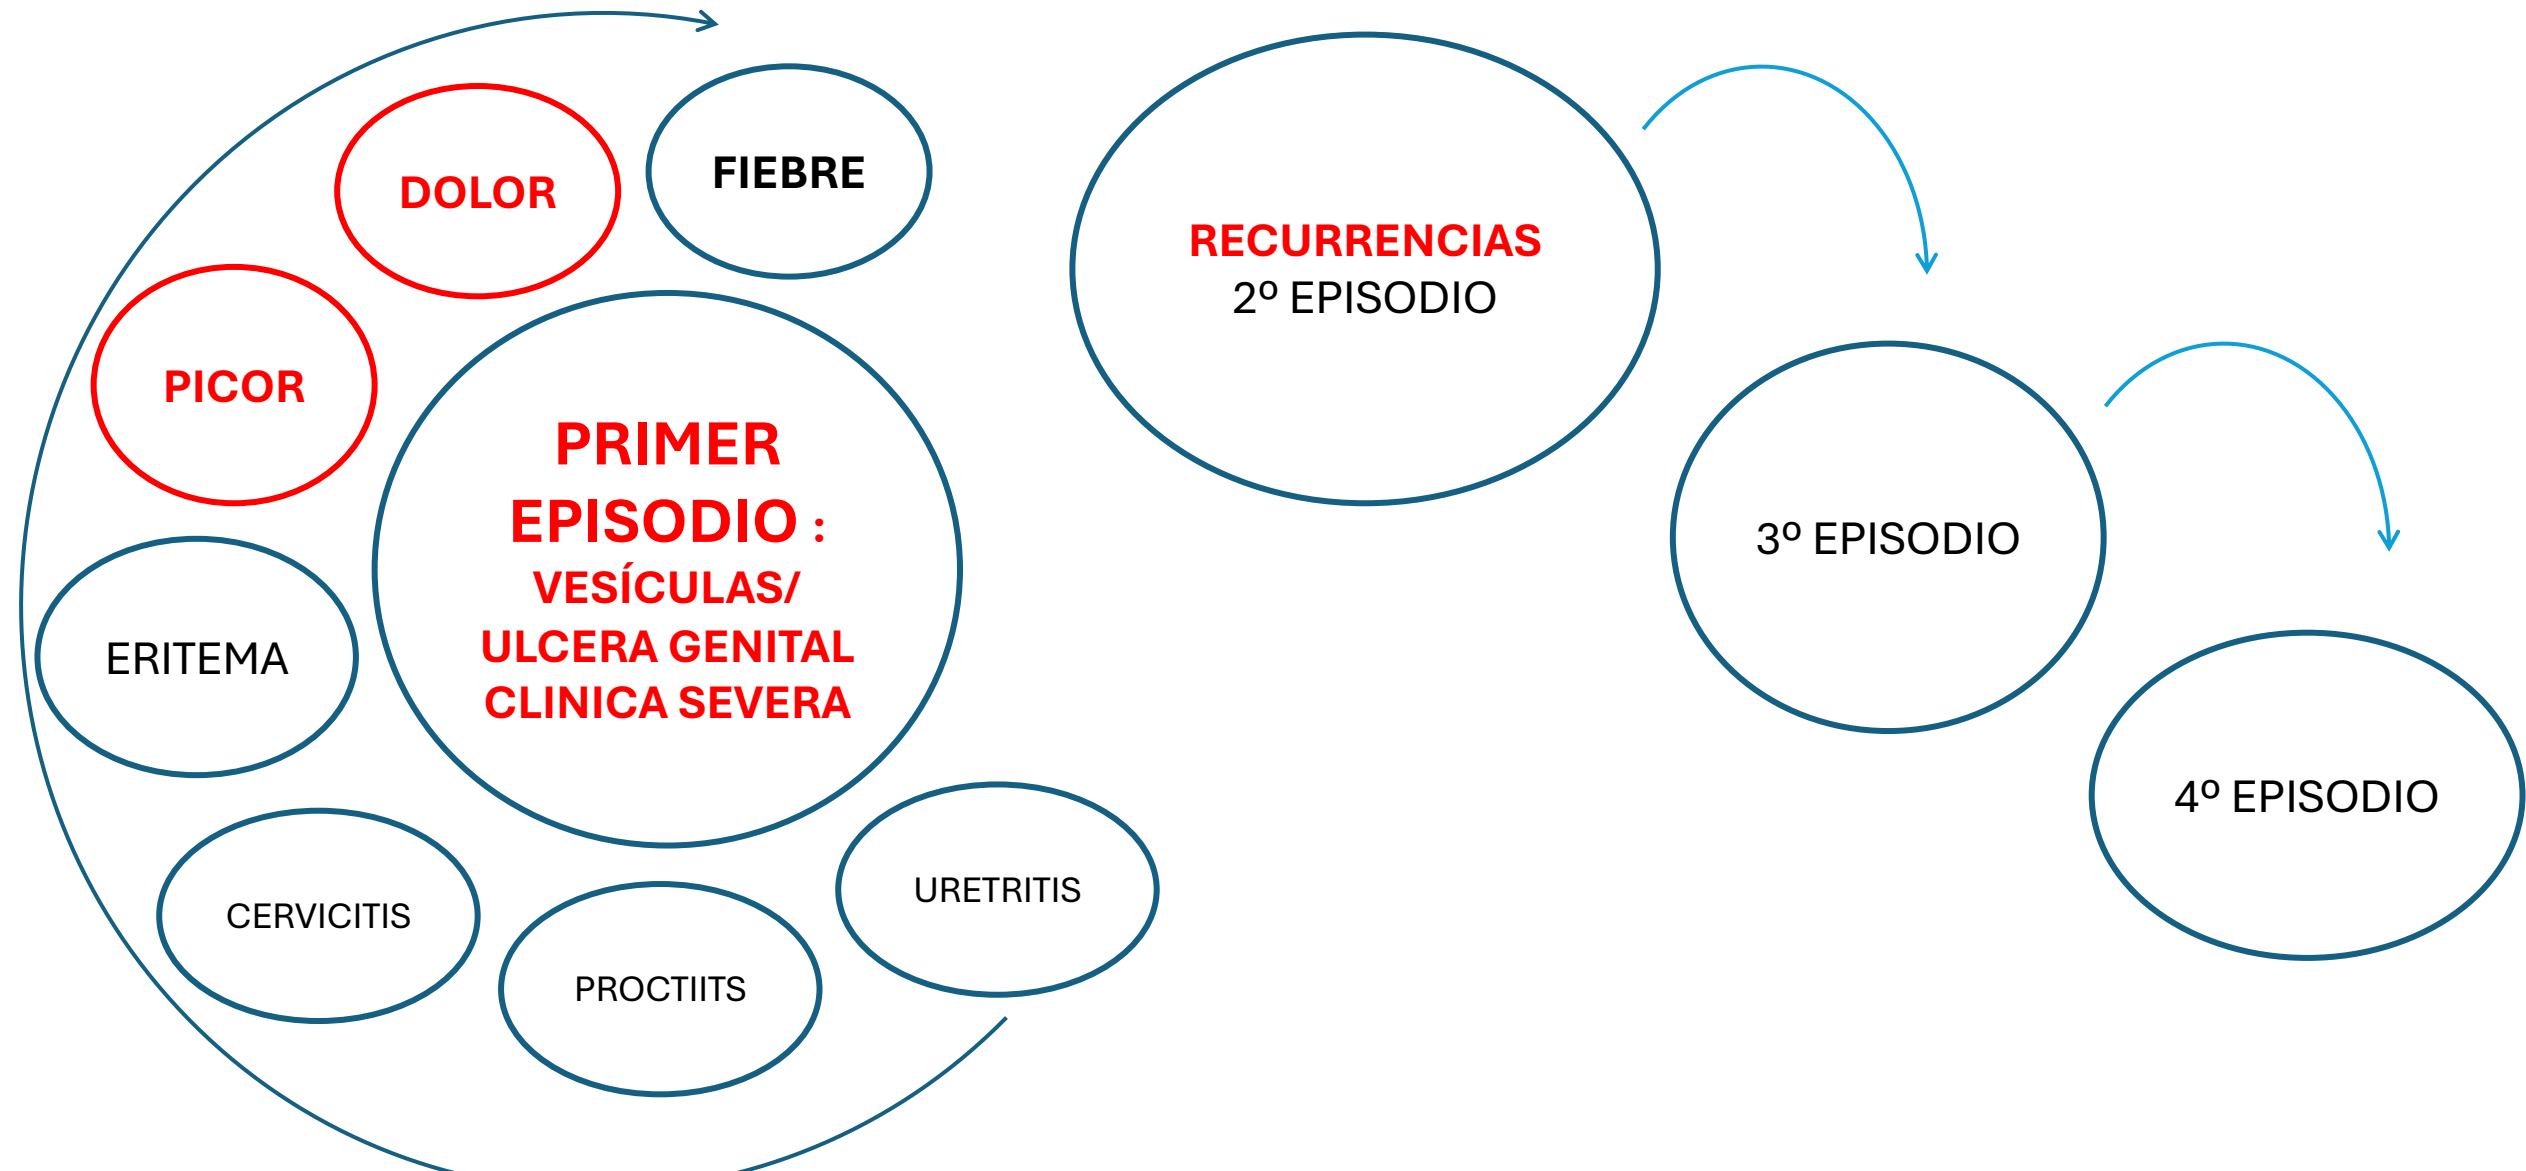 DOLOR
FIEBRE
PICOR
PRIMER
EPISODIO :
VESÍCULAS/
ULCERA GENITAL
CLINICA SEVERA
ERITEMA
CERVICITIS
PROCTIITS
URETRITIS
RECURRENCIAS
2º EPISODIO
3º EPISODIO
4º EPISODIO